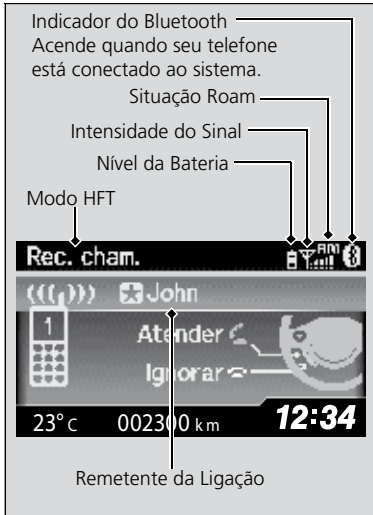 Indicador do Bluetooth
Acende quando seu telefone
está conectado ao sistema.
Situação Roam
Intensidade do Sinal
Nível da Bateria
Modo HFT
Rec. cham.
RM
John
1
Atender
Ignorar
23°c 002300 km 12:34
Remetente da Ligação